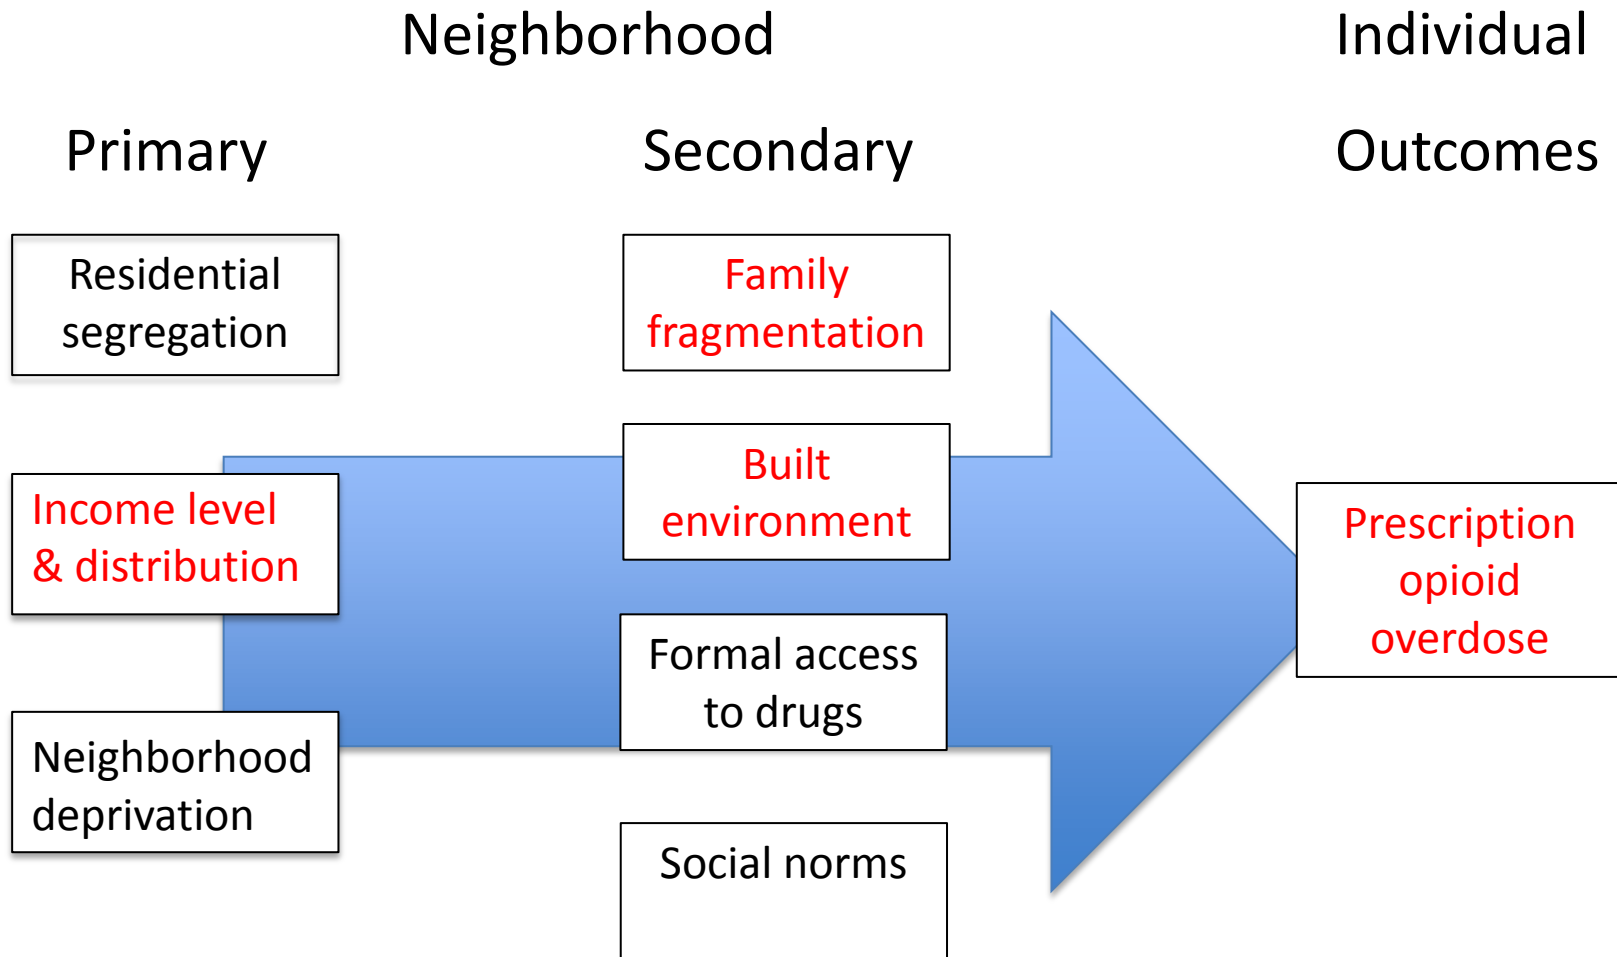 Neighborhood
Individual
Primary
Secondary
Outcomes
Residential
segregation
Income level
& distribution
Neighborhood
deprivation
Family
fragmentation
Built
environment
Formal access
to drugs
Social norms
Prescription
opioid
overdose